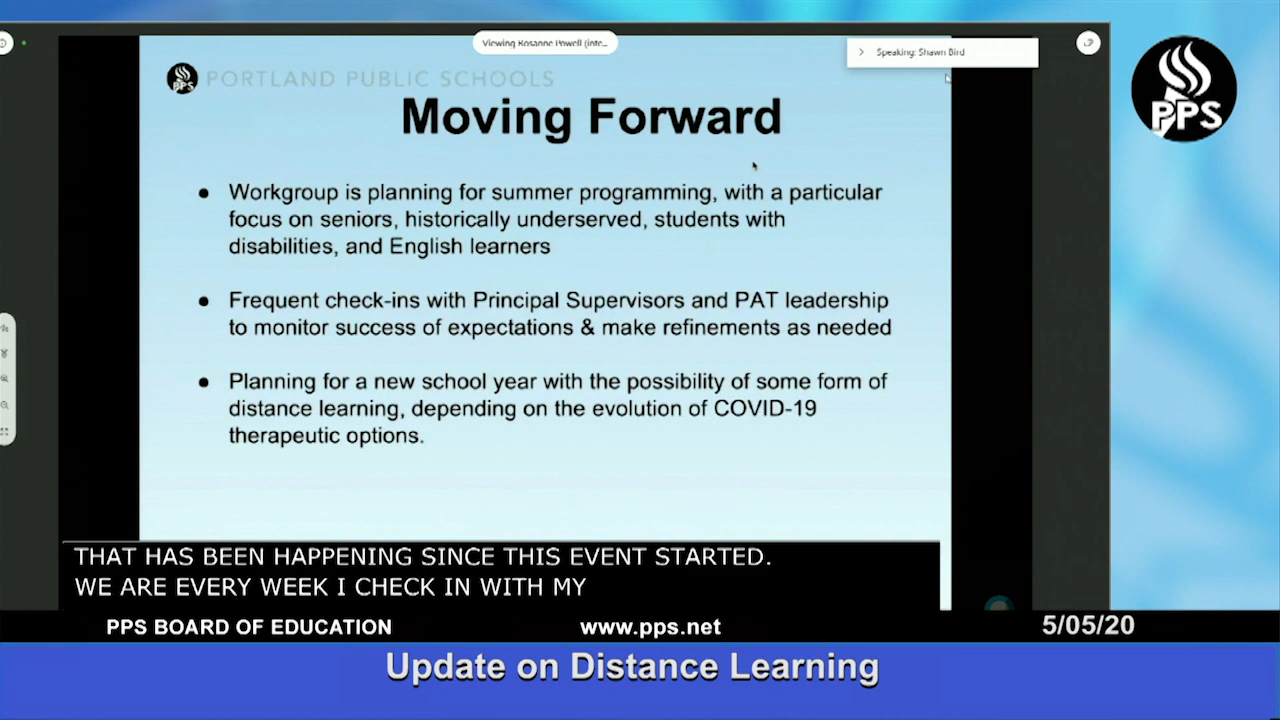 Viewing Rosanne Powell (inte...
Speaking: Shawn Bird
PPS
PORTLAND PUBLIC SCHOOLS
PPS
Moving Forward
● Workgroup is planning for summer programming, with a particular
focus on seniors, historically underserved, students with
disabilities, and English learners
● Frequent check-ins with Principal Supervisors and PAT leadership
to monitor success of expectations & make refinements as needed
● Planning for a new school year with the possibility of some form of
distance learning, depending on the evolution of COVID-19
therapeutic options.
THAT HAS BEEN HAPPENING SINCE THIS EVENT STARTED.
WE ARE EVERY WEEK I CHECK IN WITH MY
PPS BOARD OF EDUCATION
www.pps.net
5/05/20
Update on Distance Learning